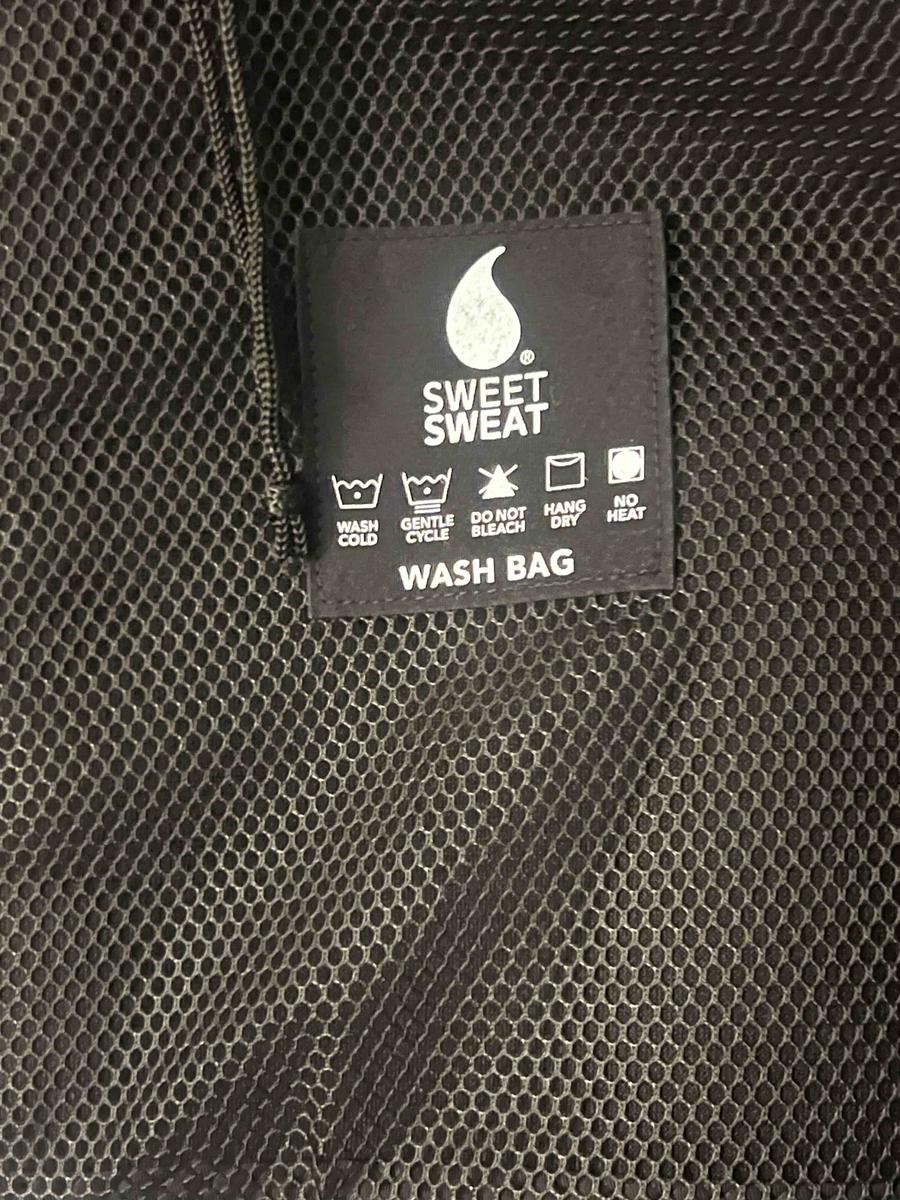 ®
SWEET
SWEAT
WASH
COLD
GENTLE
CYCLE
DO NOT
BLEACH
HANG
DRY
NO
HEAT
WASH BAG